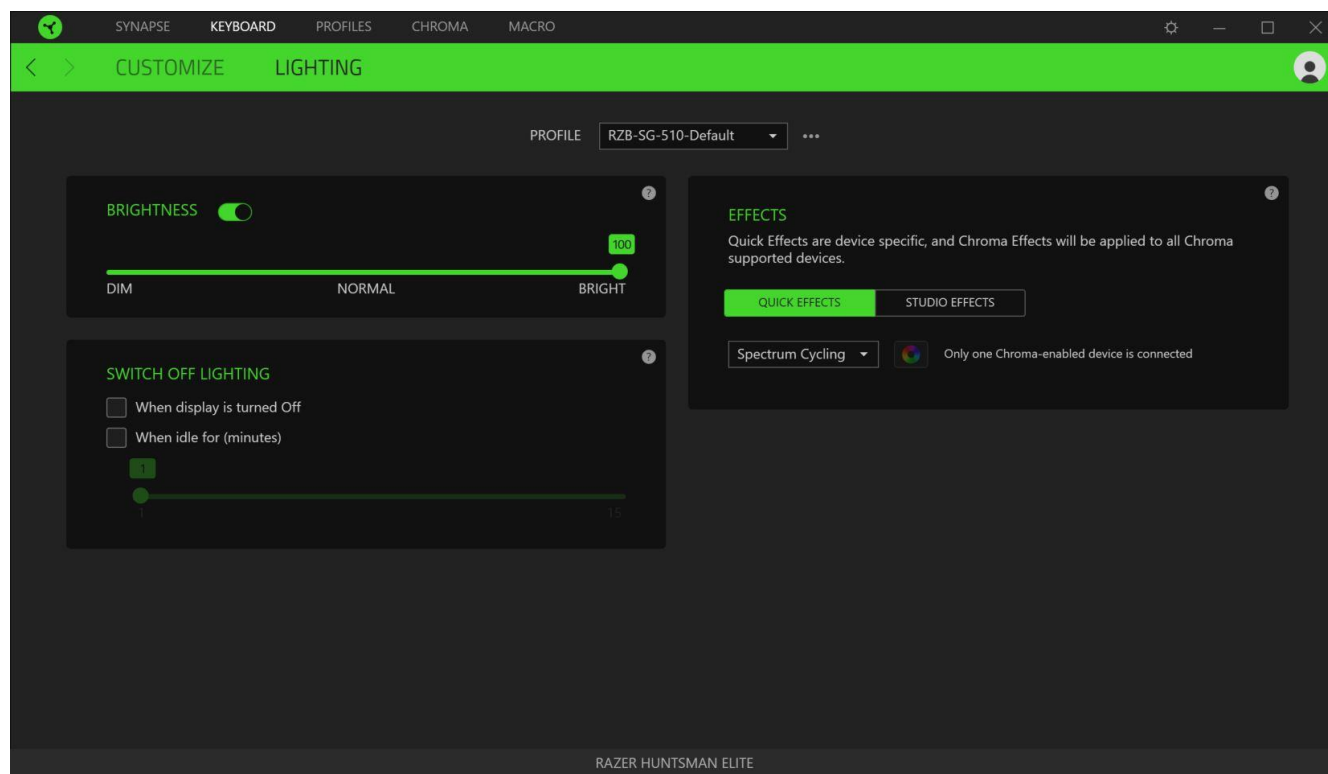 SYNAPSE KEYBOARD PROFILES CHROMA MACRO
CUSTOMIZE LIGHTING
PROFILE RZB-SG-510-Default
BRIGHTNESS
100
DIM NORMAL BRIGHT
SWITCH OFF LIGHTING
When display is turned Off
When idle for (minutes)
1
1 15
EFFECTS
Quick Effects are device specific, and Chroma Effects will be applied to all Chroma
supported devices.
QUICK EFFECTS STUDIO EFFECTS
Spectrum Cycling Only one Chroma-enabled device is connected
RAZER HUNTSMAN ELITE